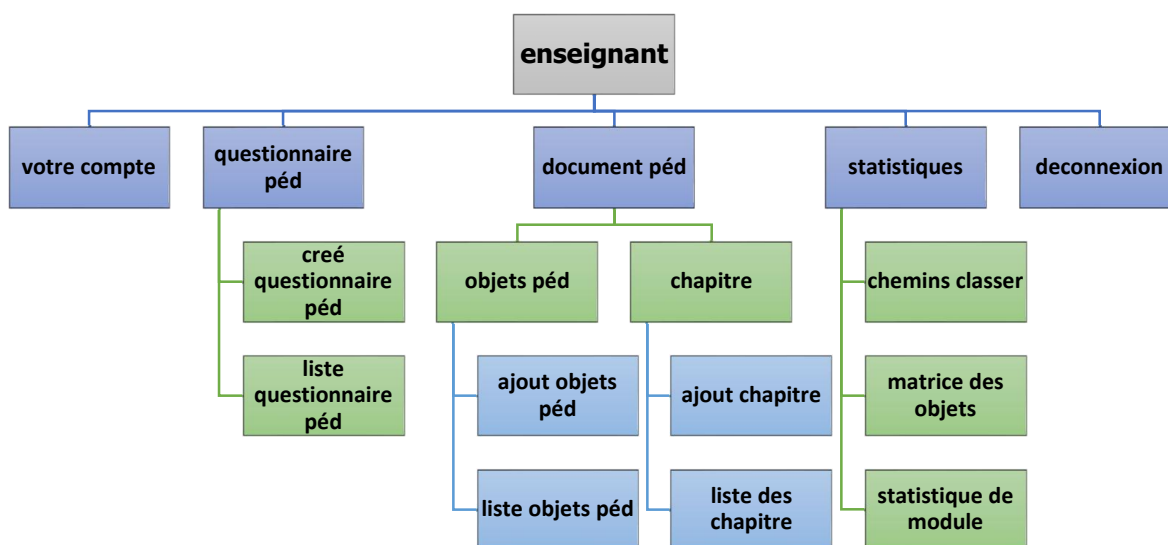 enseignant
votre compte
questionnaire
péd
document péd
statistiques
deconnexion
creé
questionnaire
péd
liste
questionnaire
péd
objets péd
chapitre
ajout objets
péd
liste objets péd
ajout chapitre
liste des
chapitre
chemins classer
matrice des
objets
statistique de
module